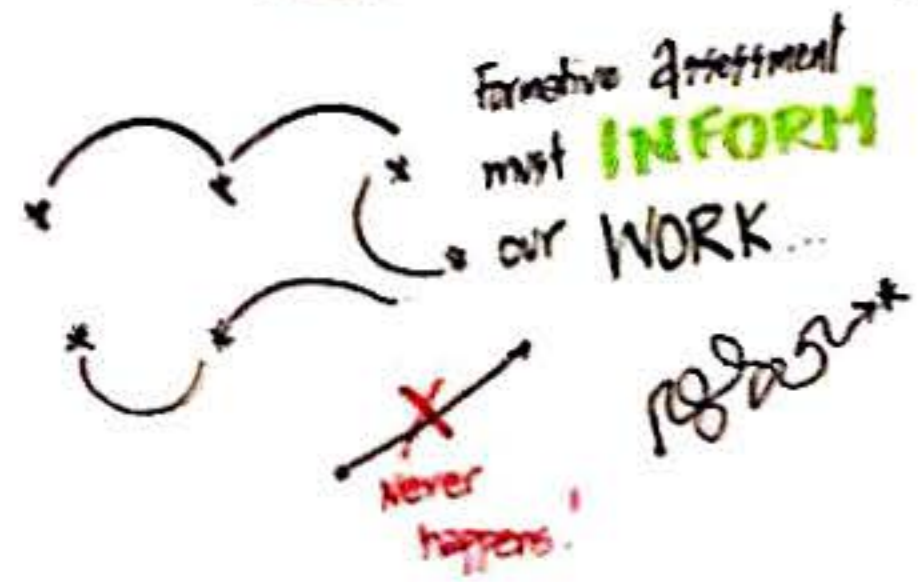 Formative Assessment
must INFORM
our WORK...
Never
happens!